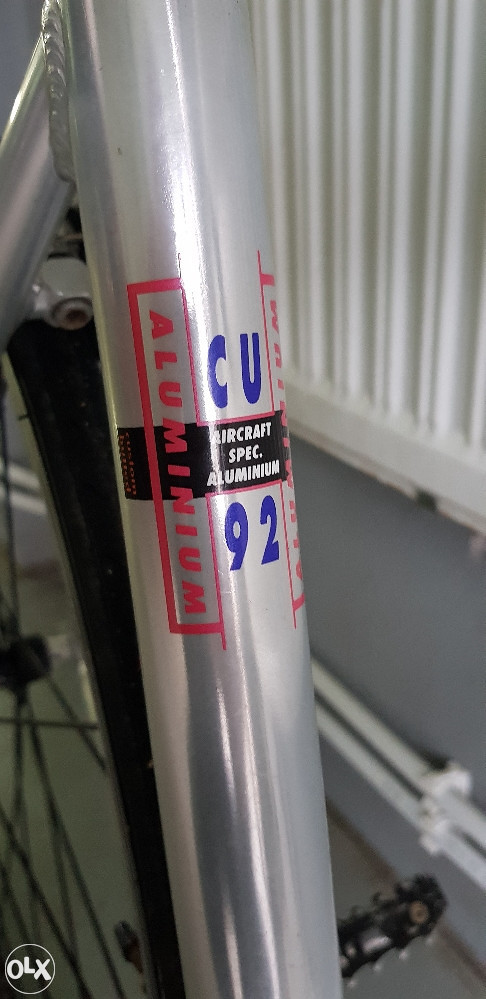 ALUMINIUM
CU
AIRCRAFT
SPEC.
ALUMINIUM
92
ALUMINIUM
OLX